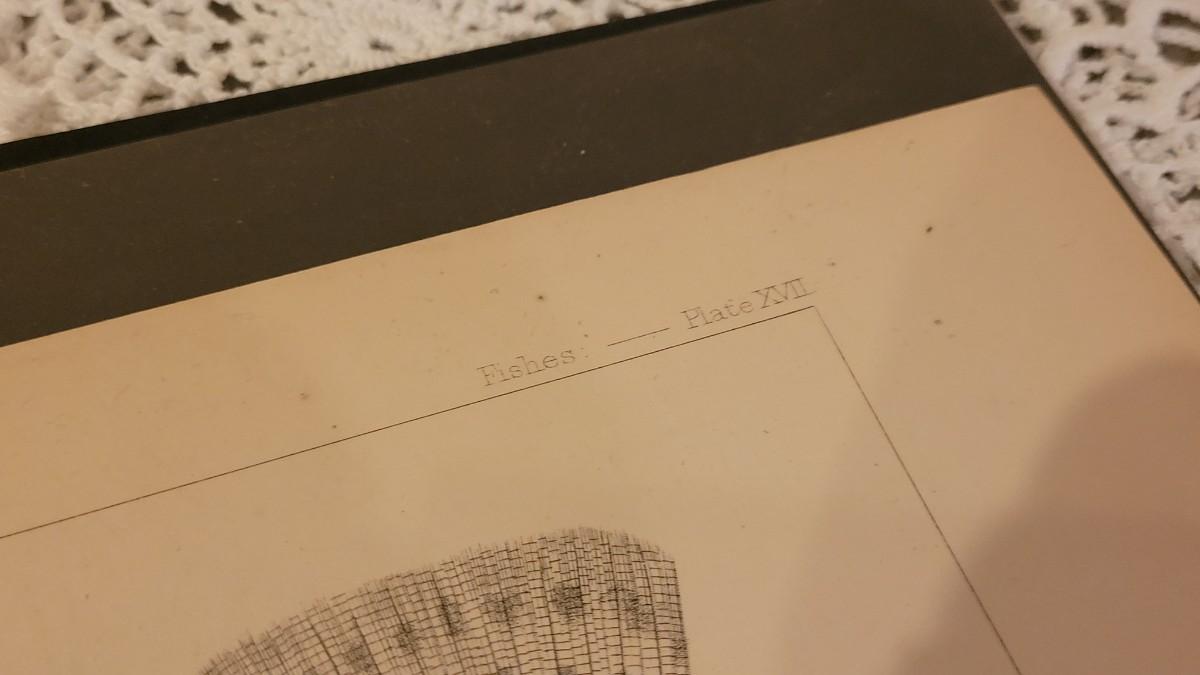 Fishes: —— Plate XVII.